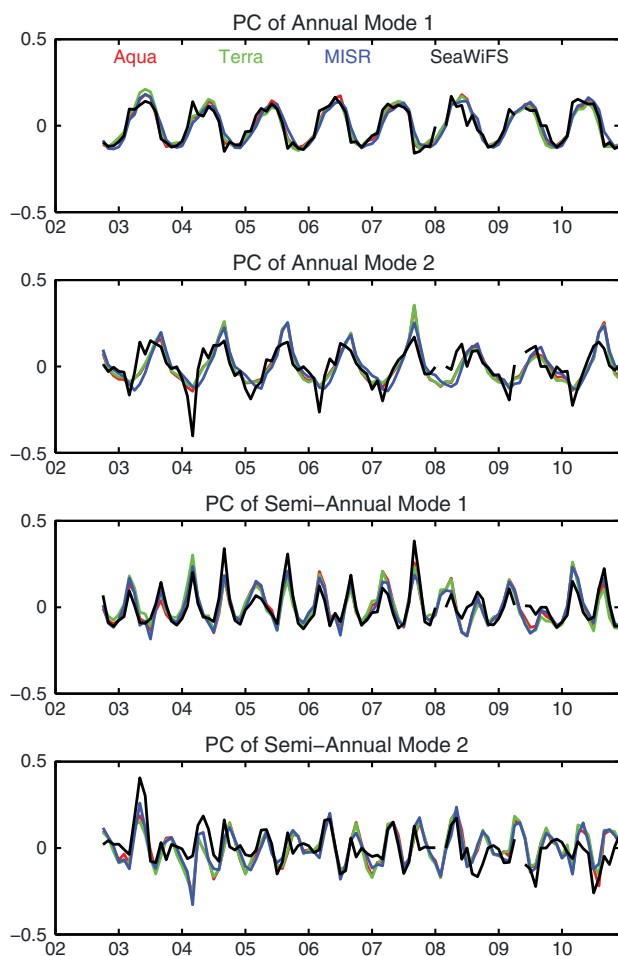 PC of Annual Mode 1
0.5
Aqua Terra MISR SeaWiFS
0
−0.5
02 03 04 05 06 07 08 09 10
PC of Annual Mode 2
0.5
0
−0.5
02 03 04 05 06 07 08 09 10
PC of Semi−Annual Mode 1
0.5
0
−0.5
02 03 04 05 06 07 08 09 10
PC of Semi−Annual Mode 2
0.5
0
−0.5
02 03 04 05 06 07 08 09 10